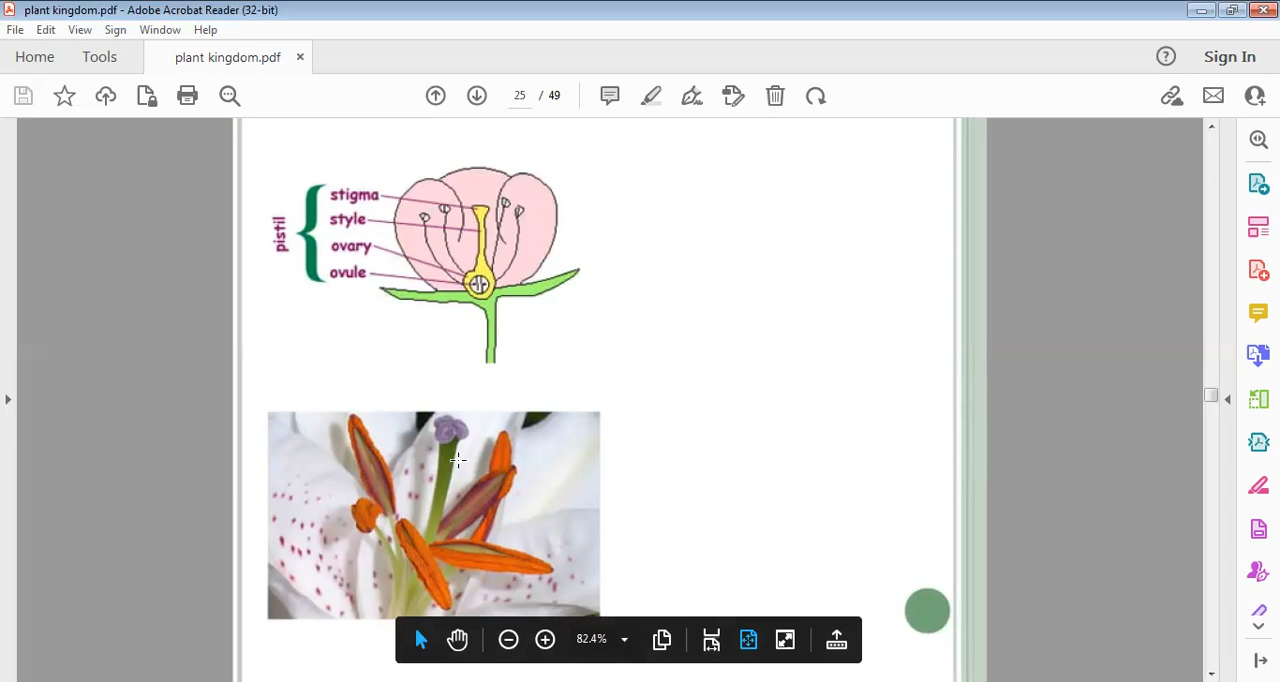 plant kingdom.pdf - Adobe Acrobat Reader (32-bit)
File Edit View Sign Window Help
Home Tools plant kingdom.pdf × Sign In
25 / 49
stigma
style
ovary
ovule
pistil
82.4%